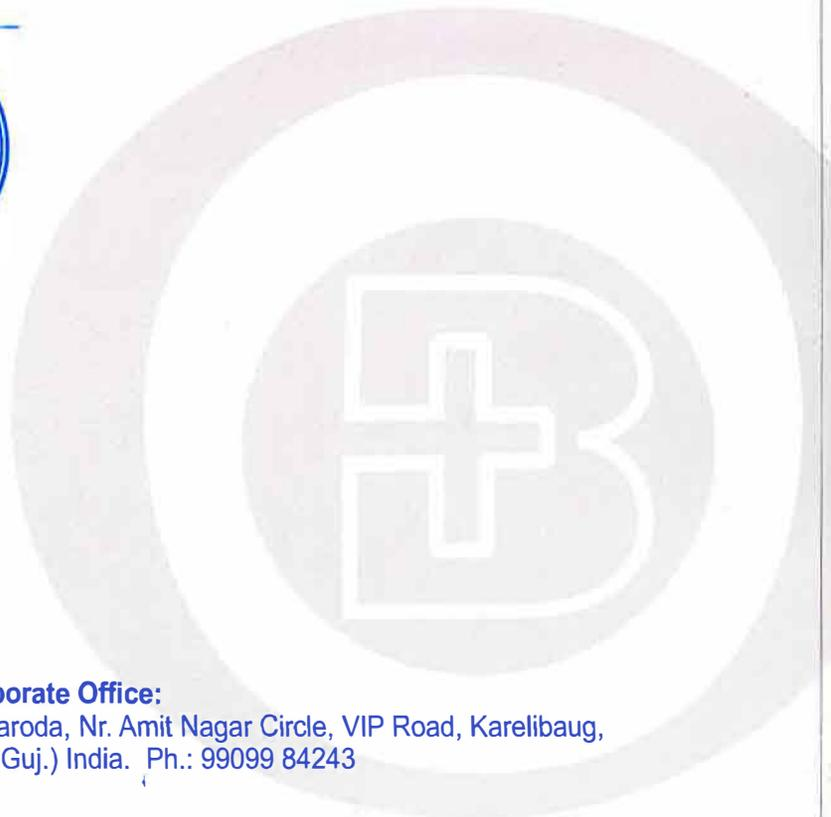 B
porate Office:
aroda, Nr. Amit Nagar Circle, VIP Road, Karelibaug,
Guj.) India. Ph.: 99099 84243